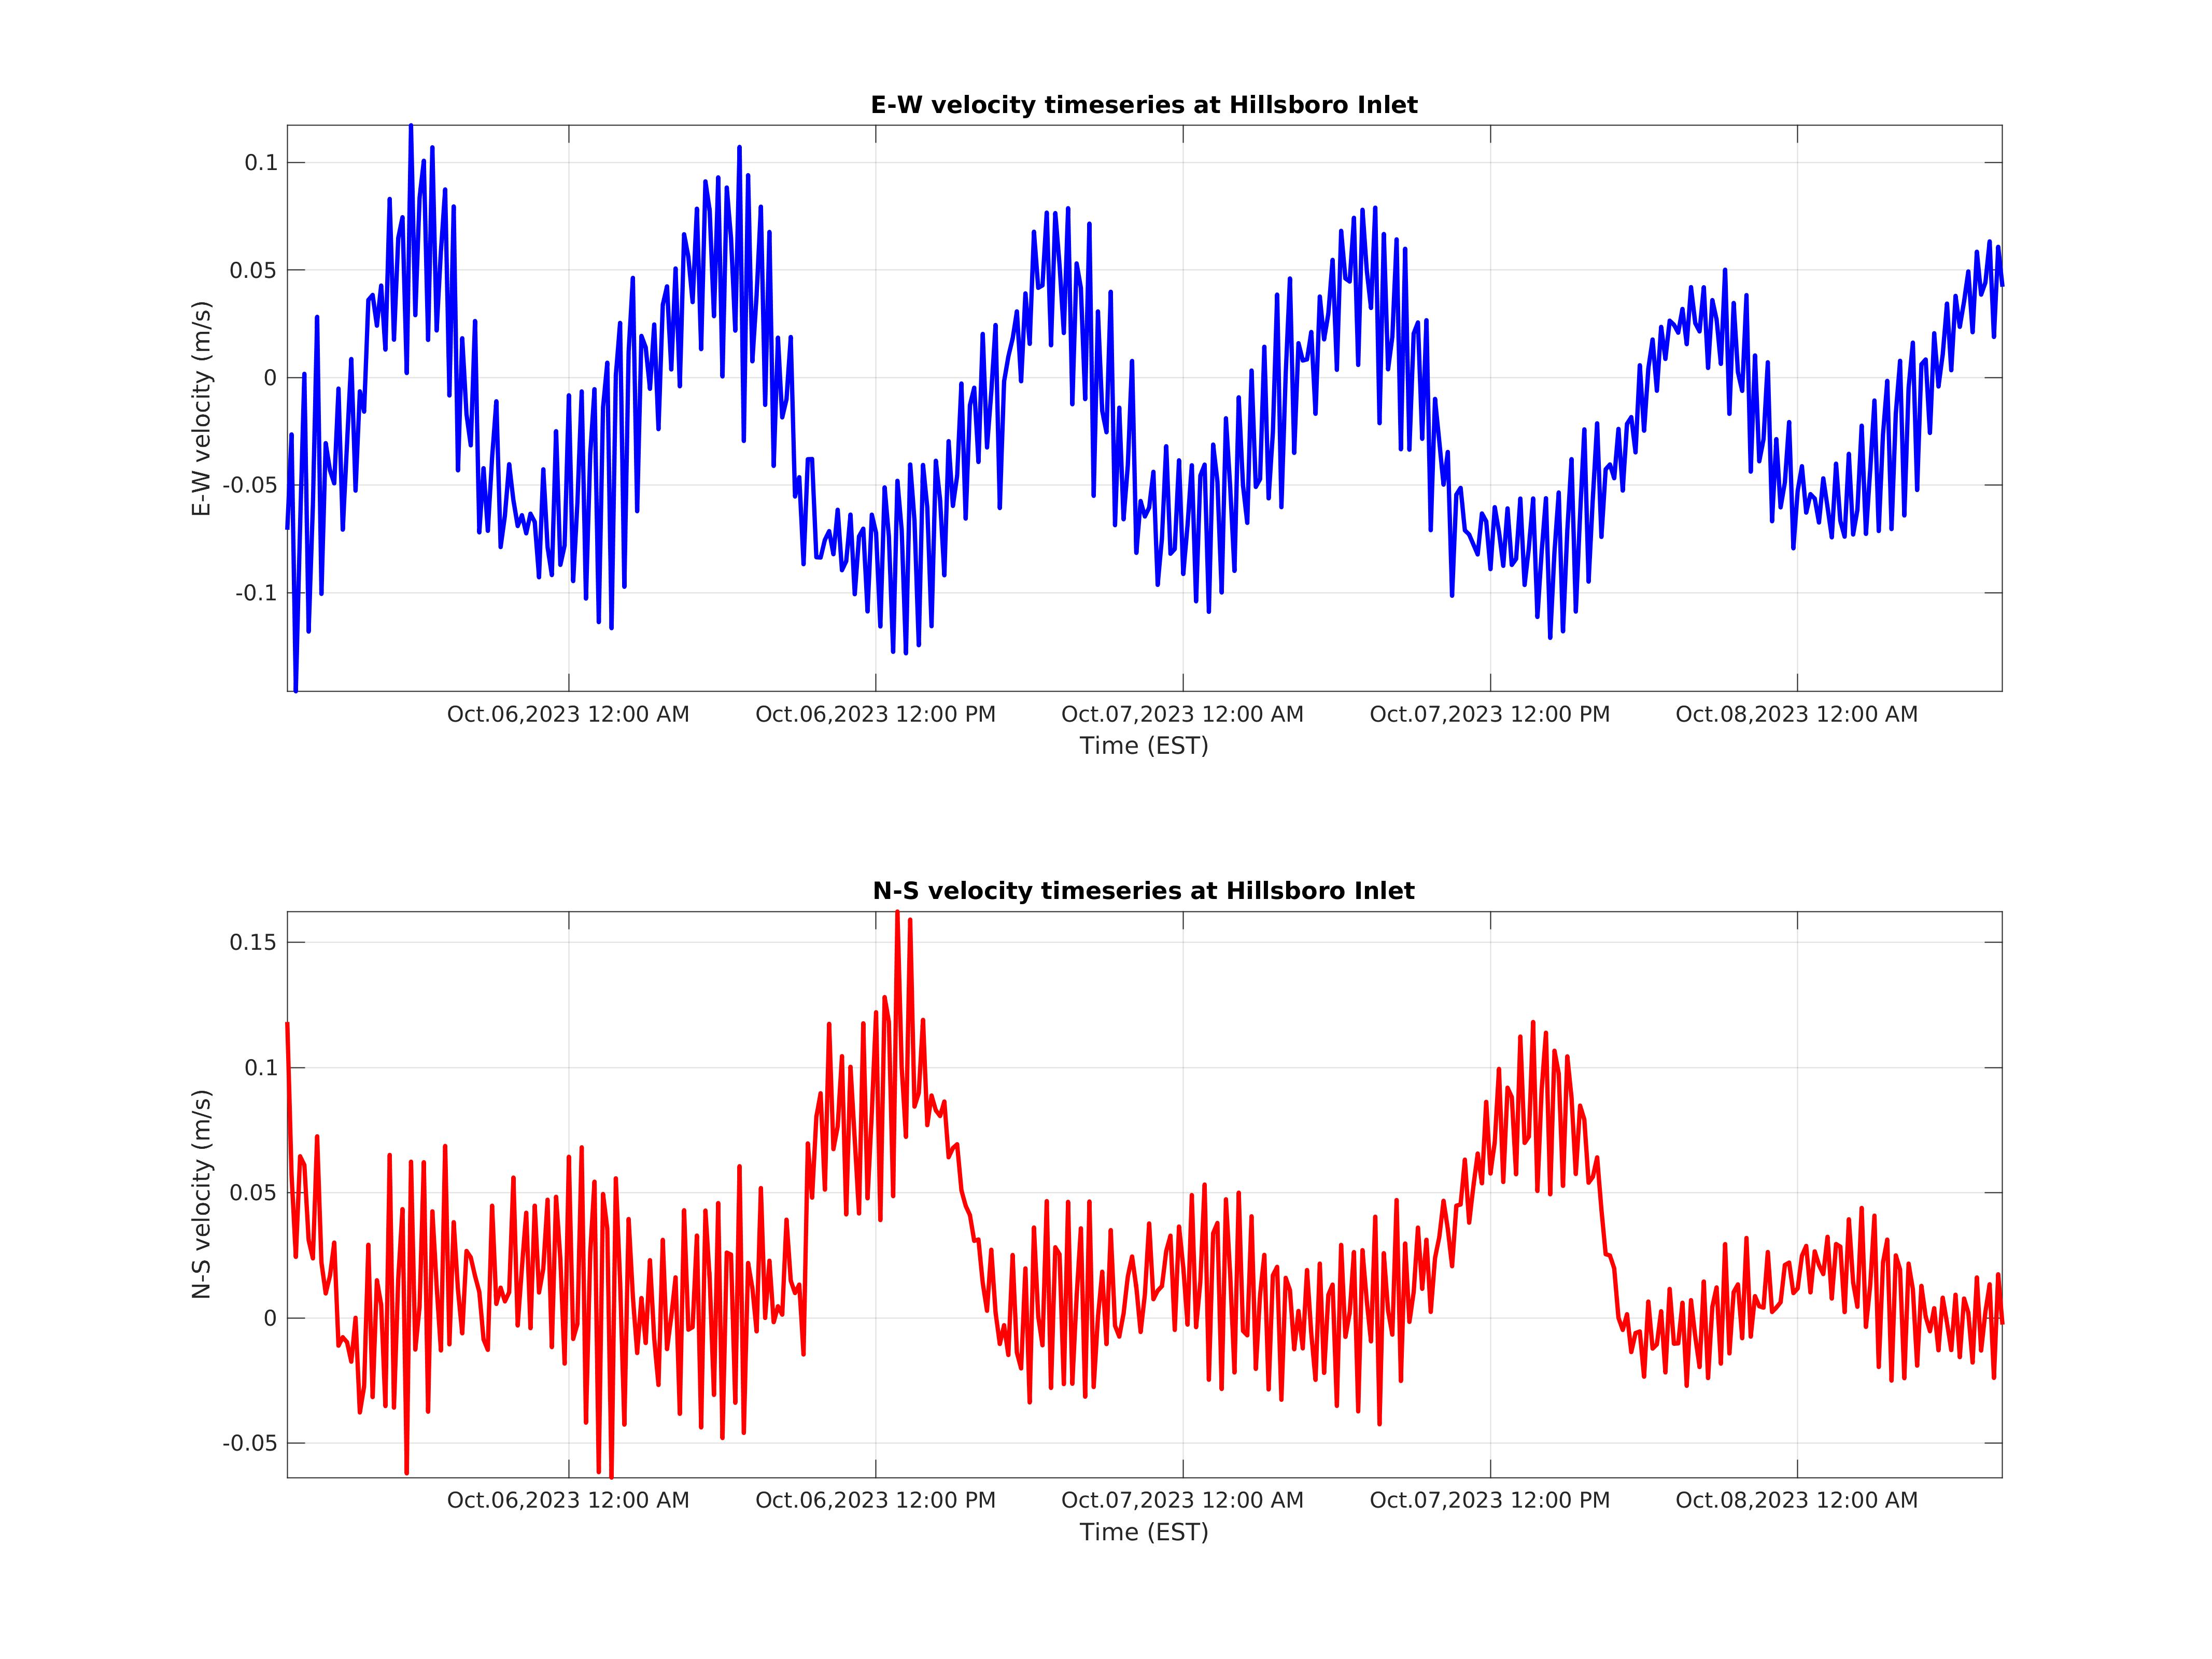 E-W velocity timeseries at Hillsboro Inlet
E-W velocity (m/s)
0.1
0.05
0
-0.05
-0.1
Oct.06,2023 12:00 AM Oct.06,2023 12:00 PM Oct.07,2023 12:00 AM Oct.07,2023 12:00 PM Oct.08,2023 12:00 AM
Time (EST)
N-S velocity timeseries at Hillsboro Inlet
N-S velocity (m/s)
0.15
0.1
0.05
0
-0.05
Oct.06,2023 12:00 AM Oct.06,2023 12:00 PM Oct.07,2023 12:00 AM Oct.07,2023 12:00 PM Oct.08,2023 12:00 AM
Time (EST)